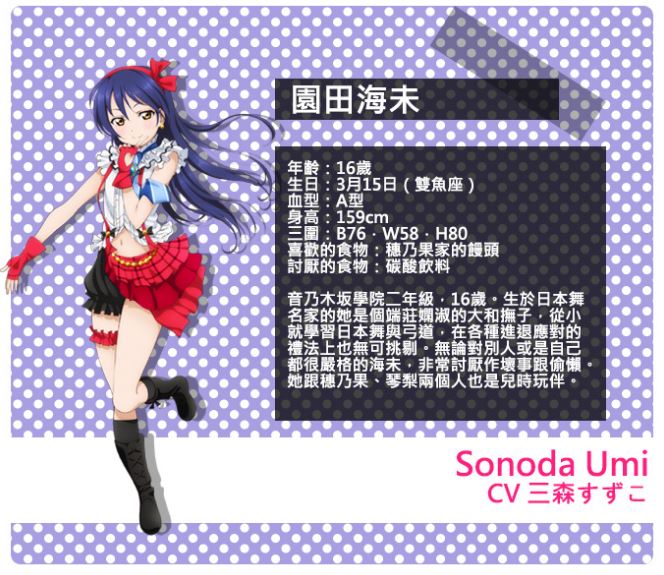 園田海未
年齡：16歲
生日：3月15日（雙魚座）
血型：A型
身高：159cm
三圍：B76．W58．H80
喜歡的食物：穗乃果家的饅頭
討厭的食物：碳酸飲料
音乃木坂學院二年級，16歲。生於日本舞
名家的她是個端莊嫻淑的大和撫子，從小
就學習日本舞與弓道，在各種進退應對的
禮法上也無可挑剔。無論對別人或是自己
都很嚴格的海未，非常討厭作壞事跟偷懶。
她跟穗乃果、琴梨兩個人也是兒時玩伴。
Sonoda Umi
CV 三森すずこ